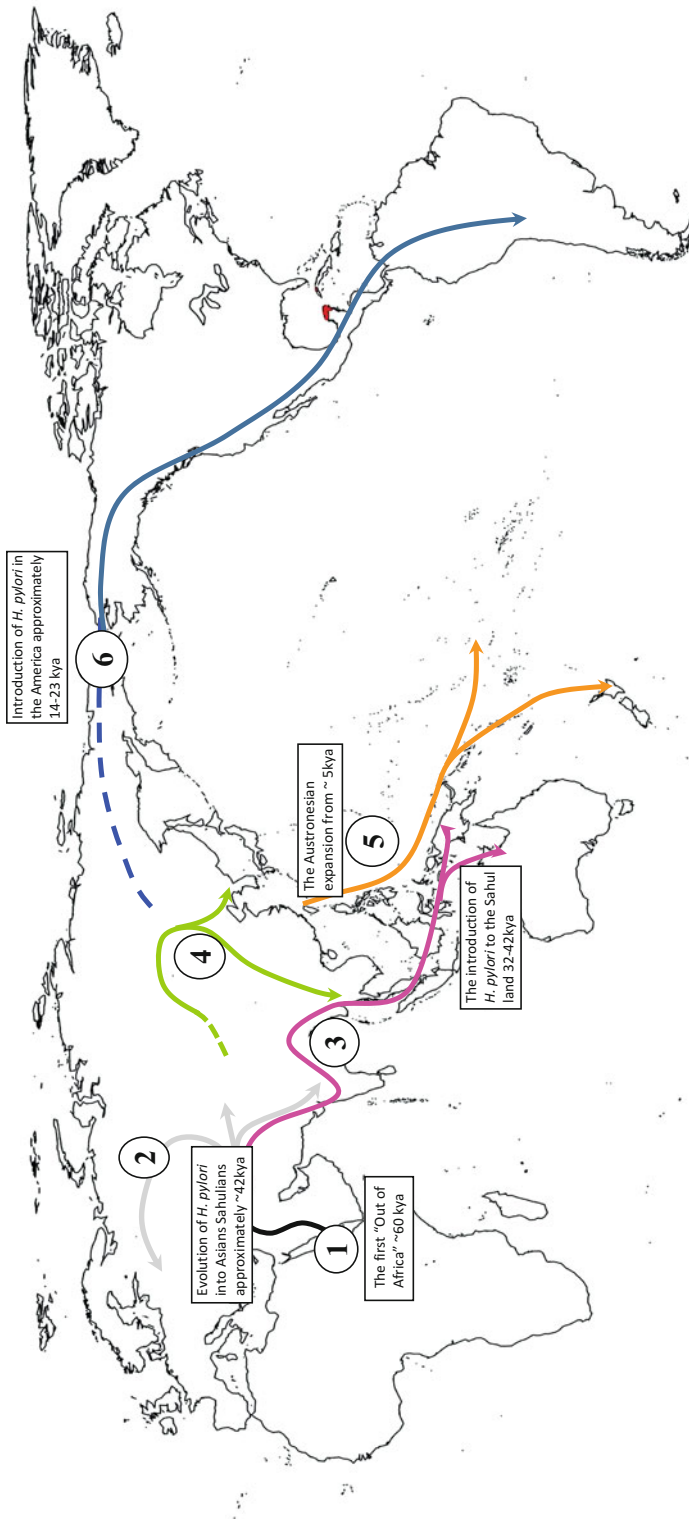 Introduction of H. pylori in
the America approximately
14-23 kya
6
The Austronesian
expansion from ~ 5kya
5
4
The introduction of
H. pylori to the Sahul
land 32-42kya
3
2
Evolution of H. pylori
into Asians Sahulians
approximately ~42kya
1
The first “Out of
Africa” ~60 kya